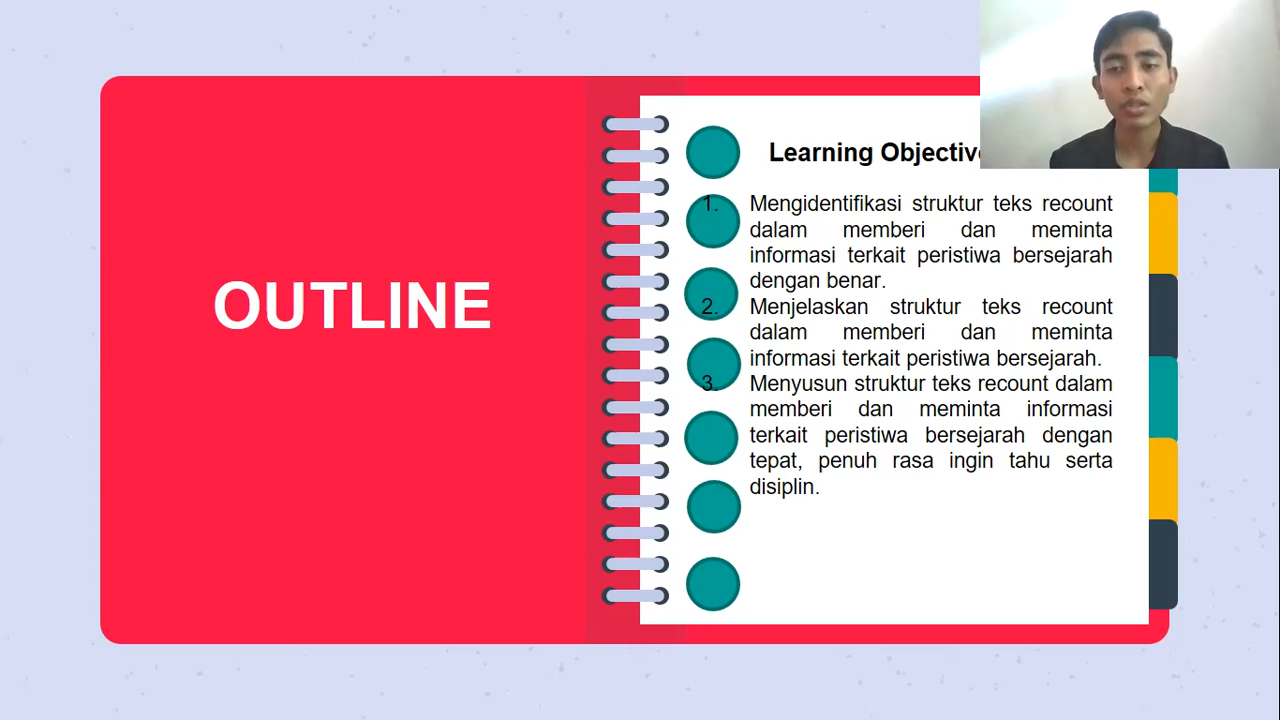 OUTLINE
Learning
1. Mengidentifikasi struktur teks recount
dalam memberi dan meminta
informasi terkait peristiwa bersejarah
dengan benar.
2. Menjelaskan struktur teks recount
dalam memberi dan meminta
informasi terkait peristiwa bersejarah.
3. Menyusun struktur teks recount dalam
memberi dan meminta informasi
terkait peristiwa bersejarah dengan
tepat, penuh rasa ingin tahu serta
disiplin.